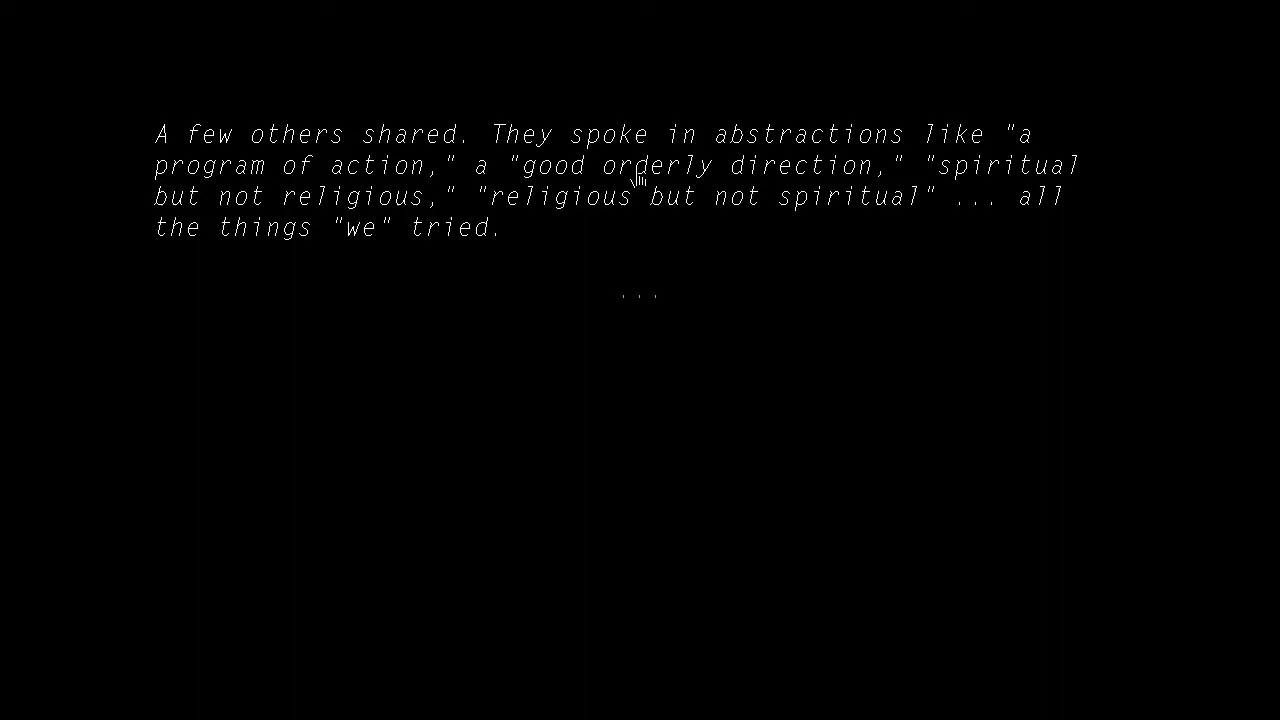 A few others shared. They spoke in abstractions like "a
program of action," a "good orderly direction," "spiritual
but not religious," "religious but not spiritual" ... all
the things "we" tried.
...